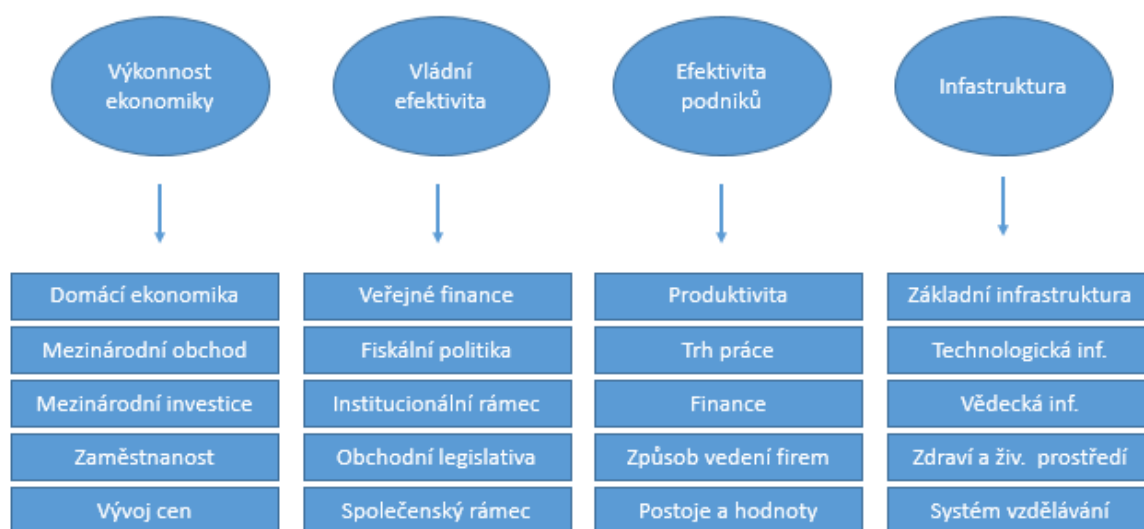 Výkonnost
ekonomiky
Vládní
efektivita
Efektivita
podniků
Infastruktura
Domácí ekonomika
Mezinárodní obchod
Mezinárodní investice
Zaměstnanost
Vývoj cen
Veřejné finance
Fiskální politika
Institucionální rámec
Obchodní legislativa
Společenský rámec
Produktivita
Trh práce
Finance
Způsob vedení firem
Postoje a hodnoty
Základní infrastruktura
Technologická inf.
Vědecká inf.
Zdraví a živ. prostředí
Systém vzdělávání